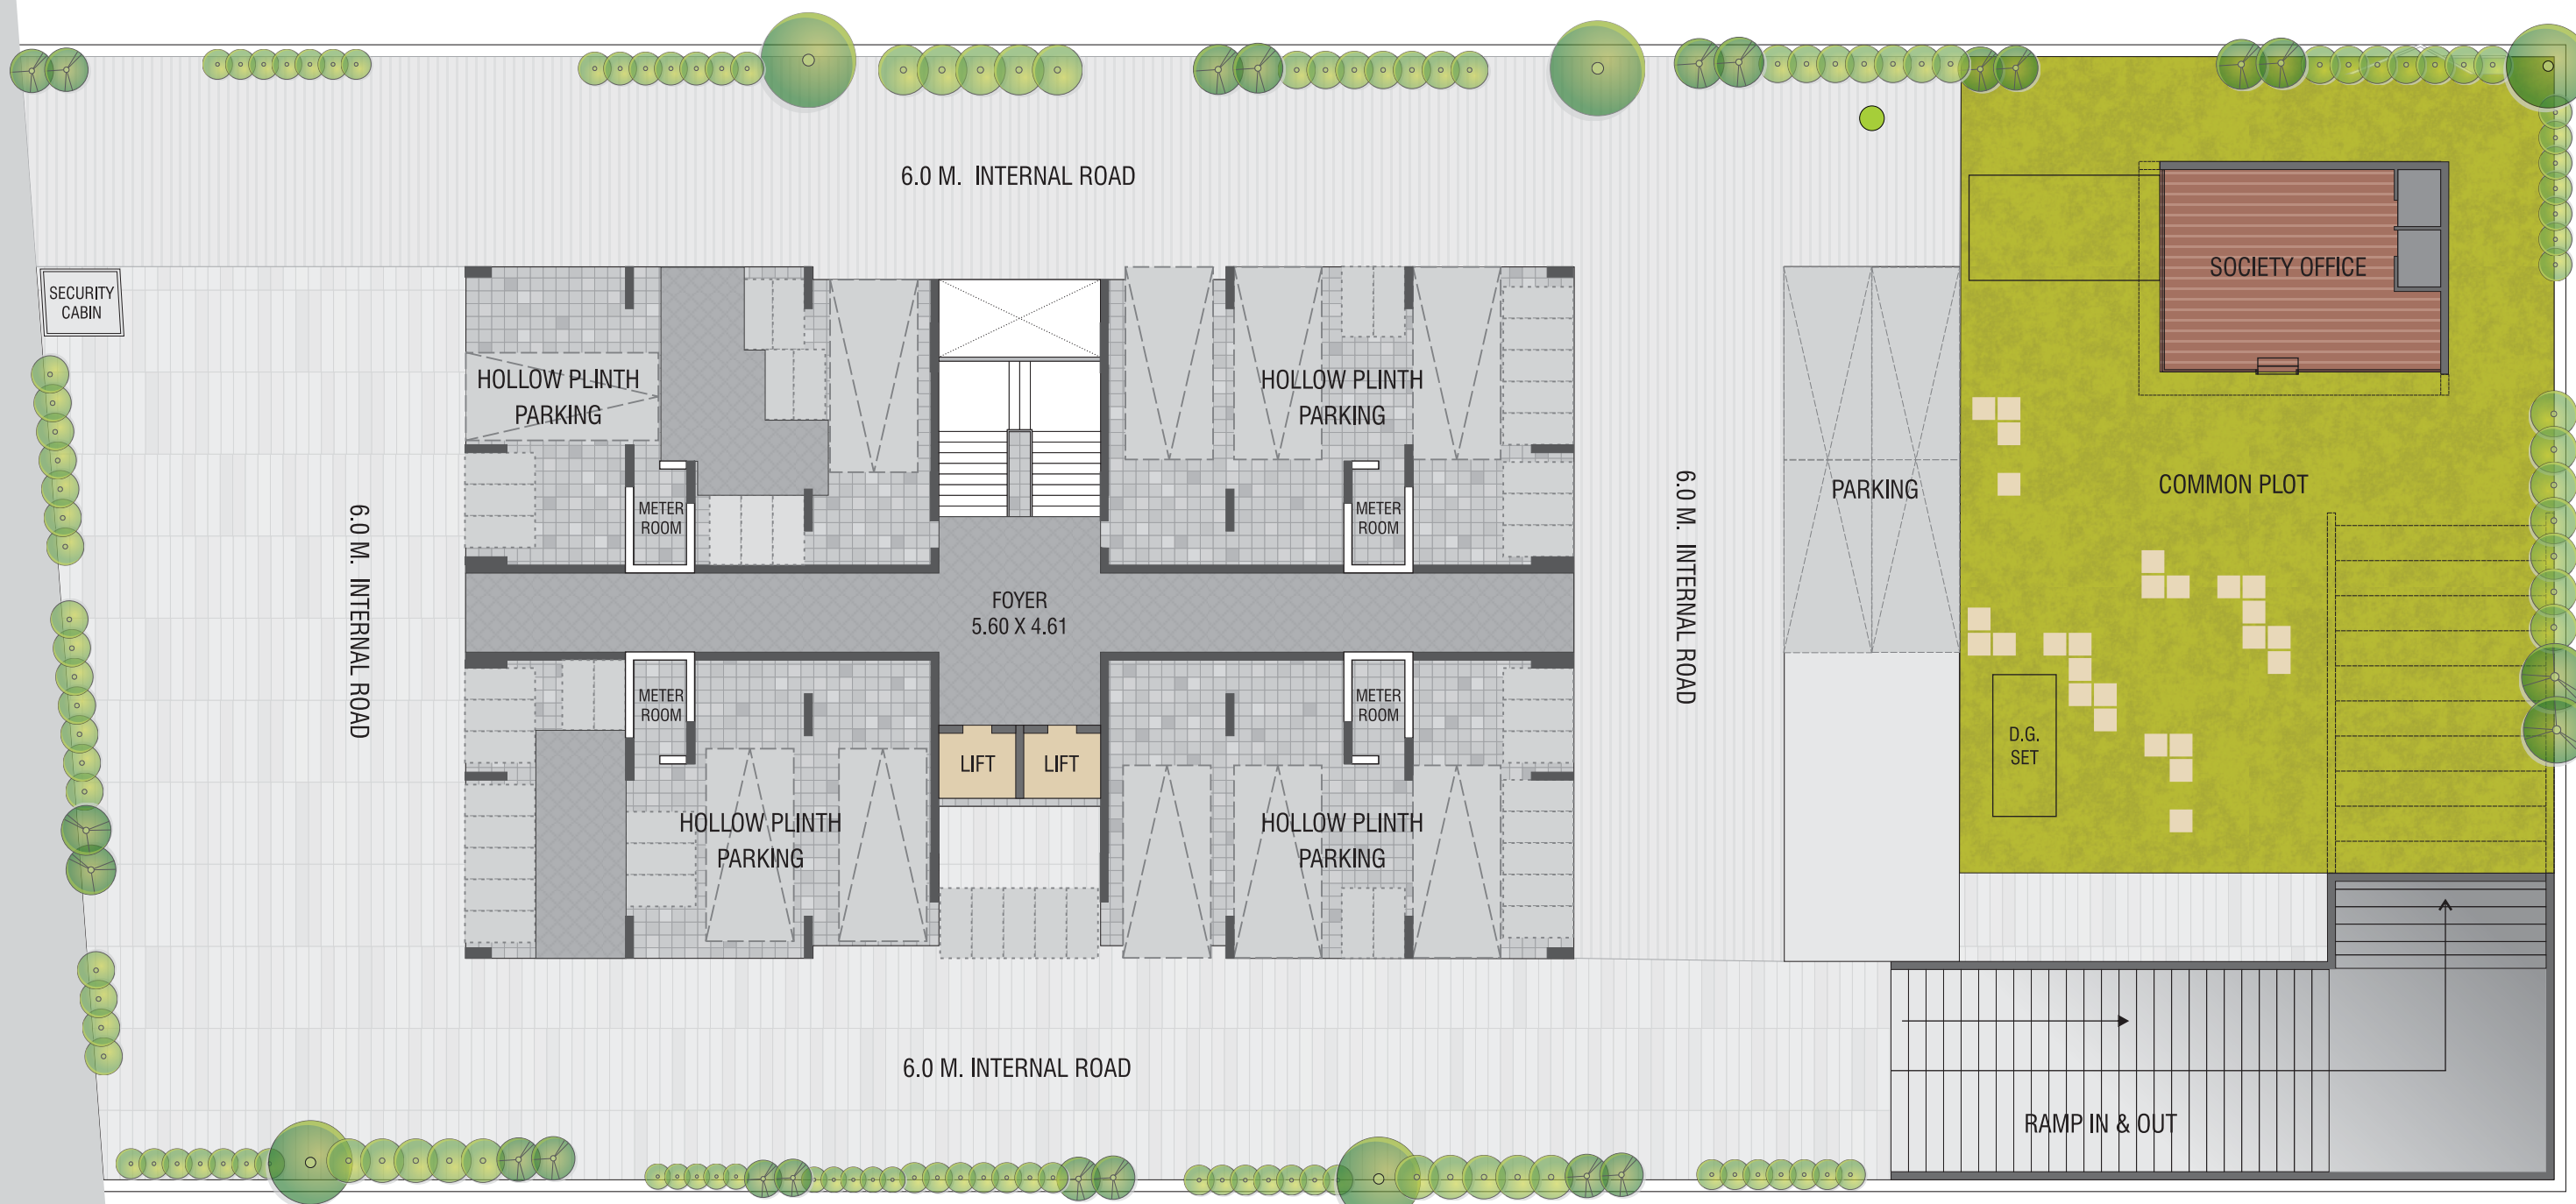 6.0 M. INTERNAL ROAD
SECURITY
CABIN
SOCIETY OFFICE
HOLLOW PLINTH
PARKING
HOLLOW PLINTH
PARKING
PARKING
COMMON PLOT
METER
ROOM
METER
ROOM
6.0 M. INTERNAL ROAD
6.0 M. INTERNAL ROAD
FOYER
5.60 X 4.61
METER
ROOM
METER
ROOM
D.G.
SET
LIFT
LIFT
HOLLOW PLINTH
PARKING
HOLLOW PLINTH
PARKING
6.0 M. INTERNAL ROAD
RAMP IN & OUT